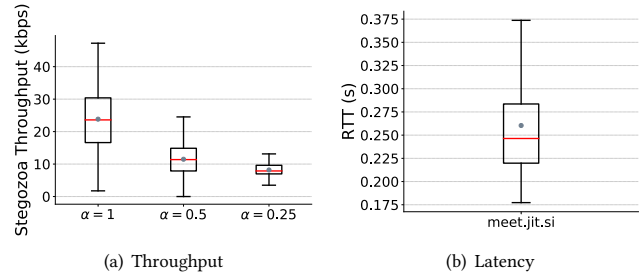 Stegozoa Throughput (kbps)
40
30
20
10
0
α = 1
α = 0.5
α = 0.25
(a) Throughput
RTT (s)
0.375
0.350
0.325
0.300
0.275
0.250
0.225
0.200
0.175
meet.jit.si
(b) Latency